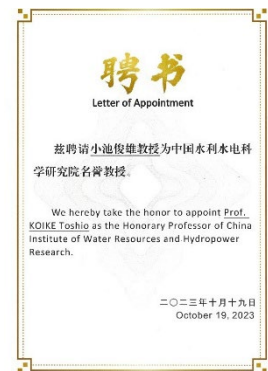 聘书
Letter of Appointment
兹聘请小池俊雄教授为中国水利水电科
学研究院名誉教授。
We hereby take the honor to appoint Prof.
KOIKE Toshio as the Honorary Professor of China
Institute of Water Resources and Hydropower
Research.
二〇二三年十月十九日
October 19, 2023